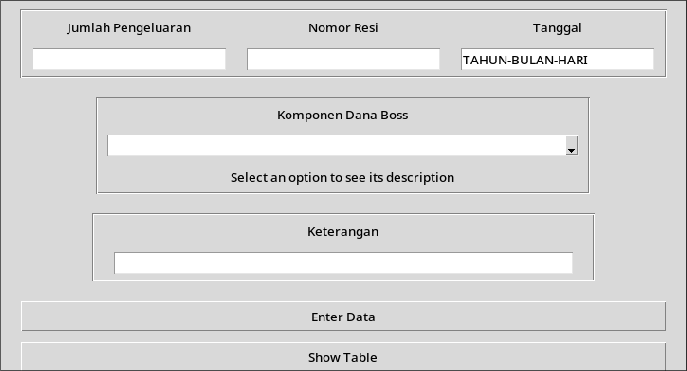 Jumlah Pengeluaran Nomor Resi Tanggal
TAHUN-BULAN-HARI
Komponen Dana Boss
Select an option to see its description
Keterangan
Enter Data
Show Table